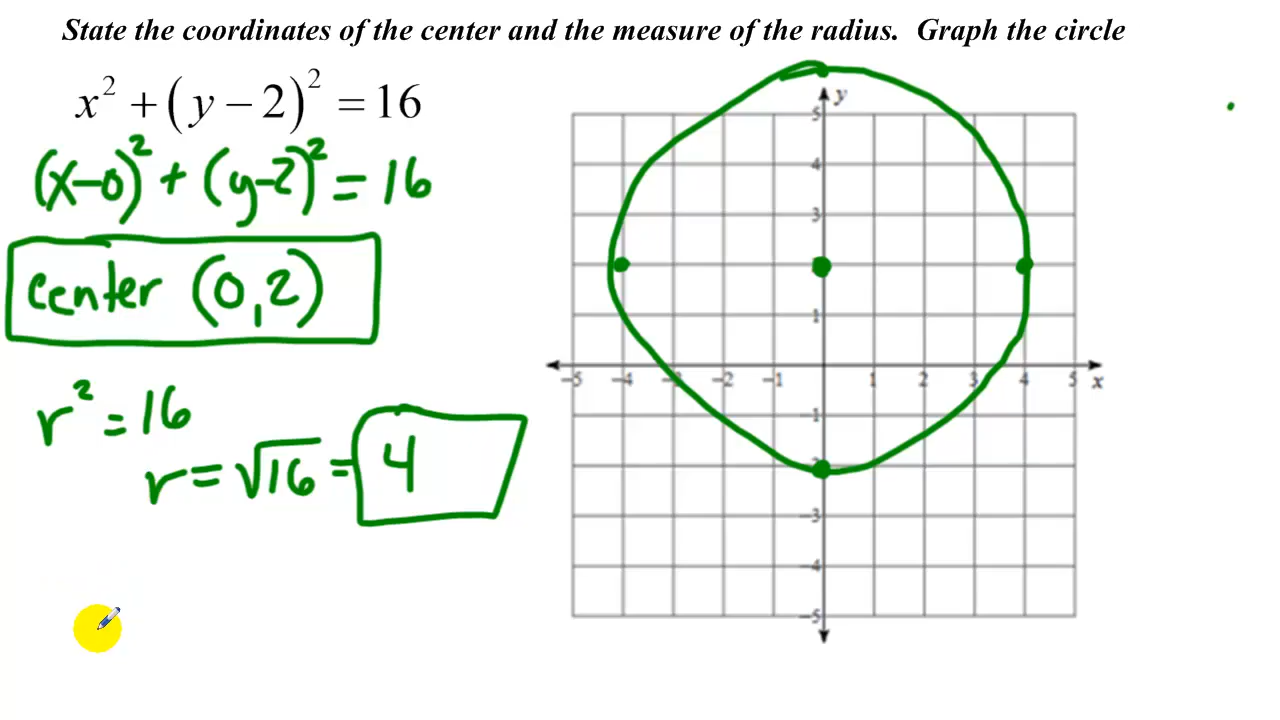 State the coordinates of the center and the measure of the radius. Graph the circle
x² + (y − 2)² = 16
(x−0)² + (y−2)² = 16
center (0,2)
r² = 16
r = √16 = 4
y
5
4
3
1
−5 −4 −3 −2 −1 1 2 3 4 5 x
−1
−3
−4
−5